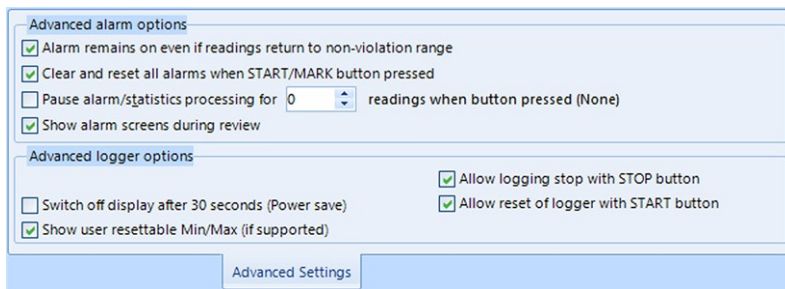 Advanced alarm options
Alarm remains on even if readings return to non-violation range
Clear and reset all alarms when START/MARK button pressed
Pause alarm/statistics processing for 0 readings when button pressed (None)
Show alarm screens during review
Advanced logger options
Allow logging stop with STOP button
Switch off display after 30 seconds (Power save)
Allow reset of logger with START button
Show user resettable Min/Max (if supported)
Advanced Settings